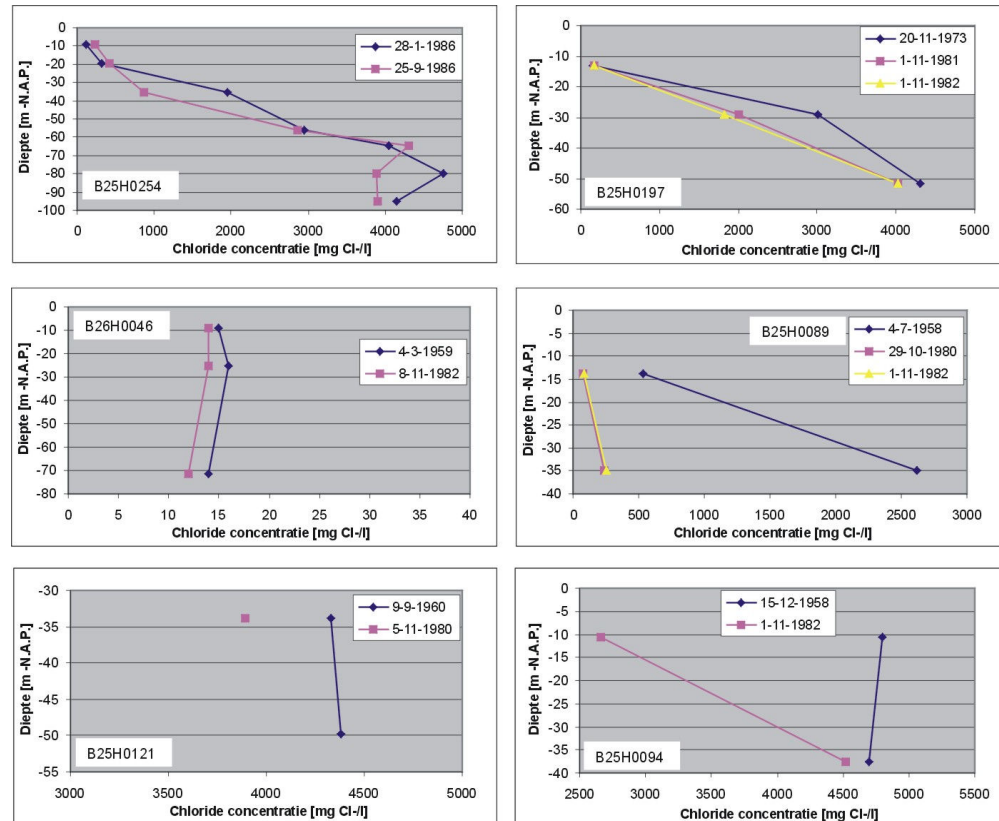 0
-10
-20
-30
-40
-50
-60
-70
-80
-90
-100
Diepte [m -N.A.P.]
28-1-1986
25-9-1986
B25H0254
0 1000 2000 3000 4000 5000
Chloride concentratie [mg Cl-/l]
0
-10
-20
-30
-40
-50
-60
Diepte [m -N.A.P.]
20-11-1973
1-11-1981
1-11-1982
B25H0197
0 1000 2000 3000 4000 5000
Chloride concentratie [mg Cl-/l]
0
-10
-20
-30
-40
-50
-60
-70
-80
Diepte [m -N.A.P.]
B26H0046
4-3-1959
8-11-1982
0 5 10 15 20 25 30 35 40
Chloride concentratie [mg Cl-/l]
0
-5
-10
-15
-20
-25
-30
-35
-40
Diepte [m -N.A.P.]
B25H0089
4-7-1958
29-10-1980
1-11-1982
0 500 1000 1500 2000 2500 3000
Chloride concentratie [mg Cl-/l]
-30
-35
-40
-45
-50
-55
Diepte [m -N.A.P.]
9-9-1960
5-11-1980
B25H0121
3000 3500 4000 4500 5000
Chloride concentratie [mg Cl-/l]
0
-5
-10
-15
-20
-25
-30
-35
-40
Diepte [m -N.A.P.]
15-12-1958
1-11-1982
B25H0094
2500 3000 3500 4000 4500 5000 5500
Chloride concentratie [mg Cl-/l]